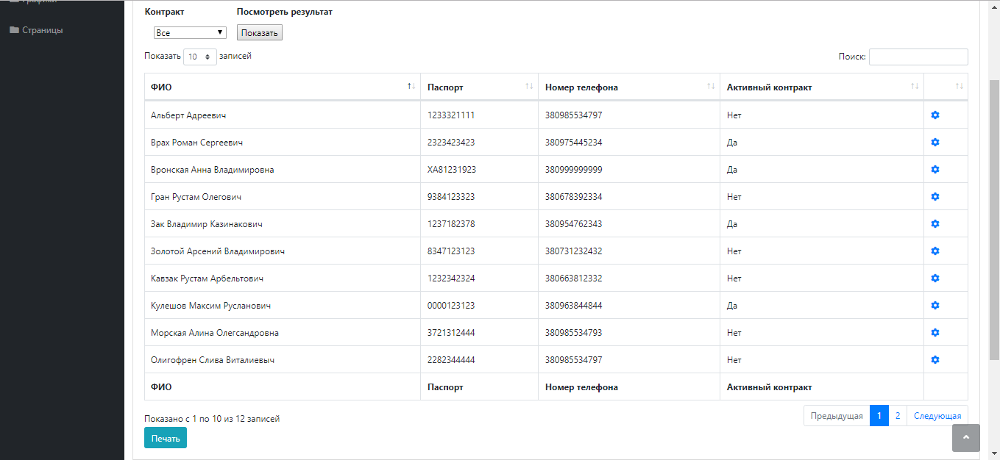 Графики
Страницы
Контракт Посмотреть результат
Все Показать
Показать 10 записей Поиск:
ФИО Паспорт Номер телефона Активный контракт
Альберт Адреевич 1233321111 380985534797 Нет
Врах Роман Сергеевич 2323423423 380975445234 Да
Вронская Анна Владимировна XA81231923 380999999999 Да
Гран Рустам Олегович 9384123323 380678392334 Нет
Зак Владимир Казинакович 1237182378 380954762343 Да
Золотой Арсений Владимирович 8347123123 380731232432 Нет
Кавзак Рустам Арбельтович 1232342324 380663812332 Нет
Кулешов Максим Русланович 0000123123 380963844844 Да
Морская Алина Олегсандровна 3721312444 380985534793 Нет
Олигофрен Слива Виталиевыч 2282344444 380985534797 Нет
ФИО Паспорт Номер телефона Активный контракт
Показано с 1 по 10 из 12 записей
Предыдущая 1 2 Следующая
Печать